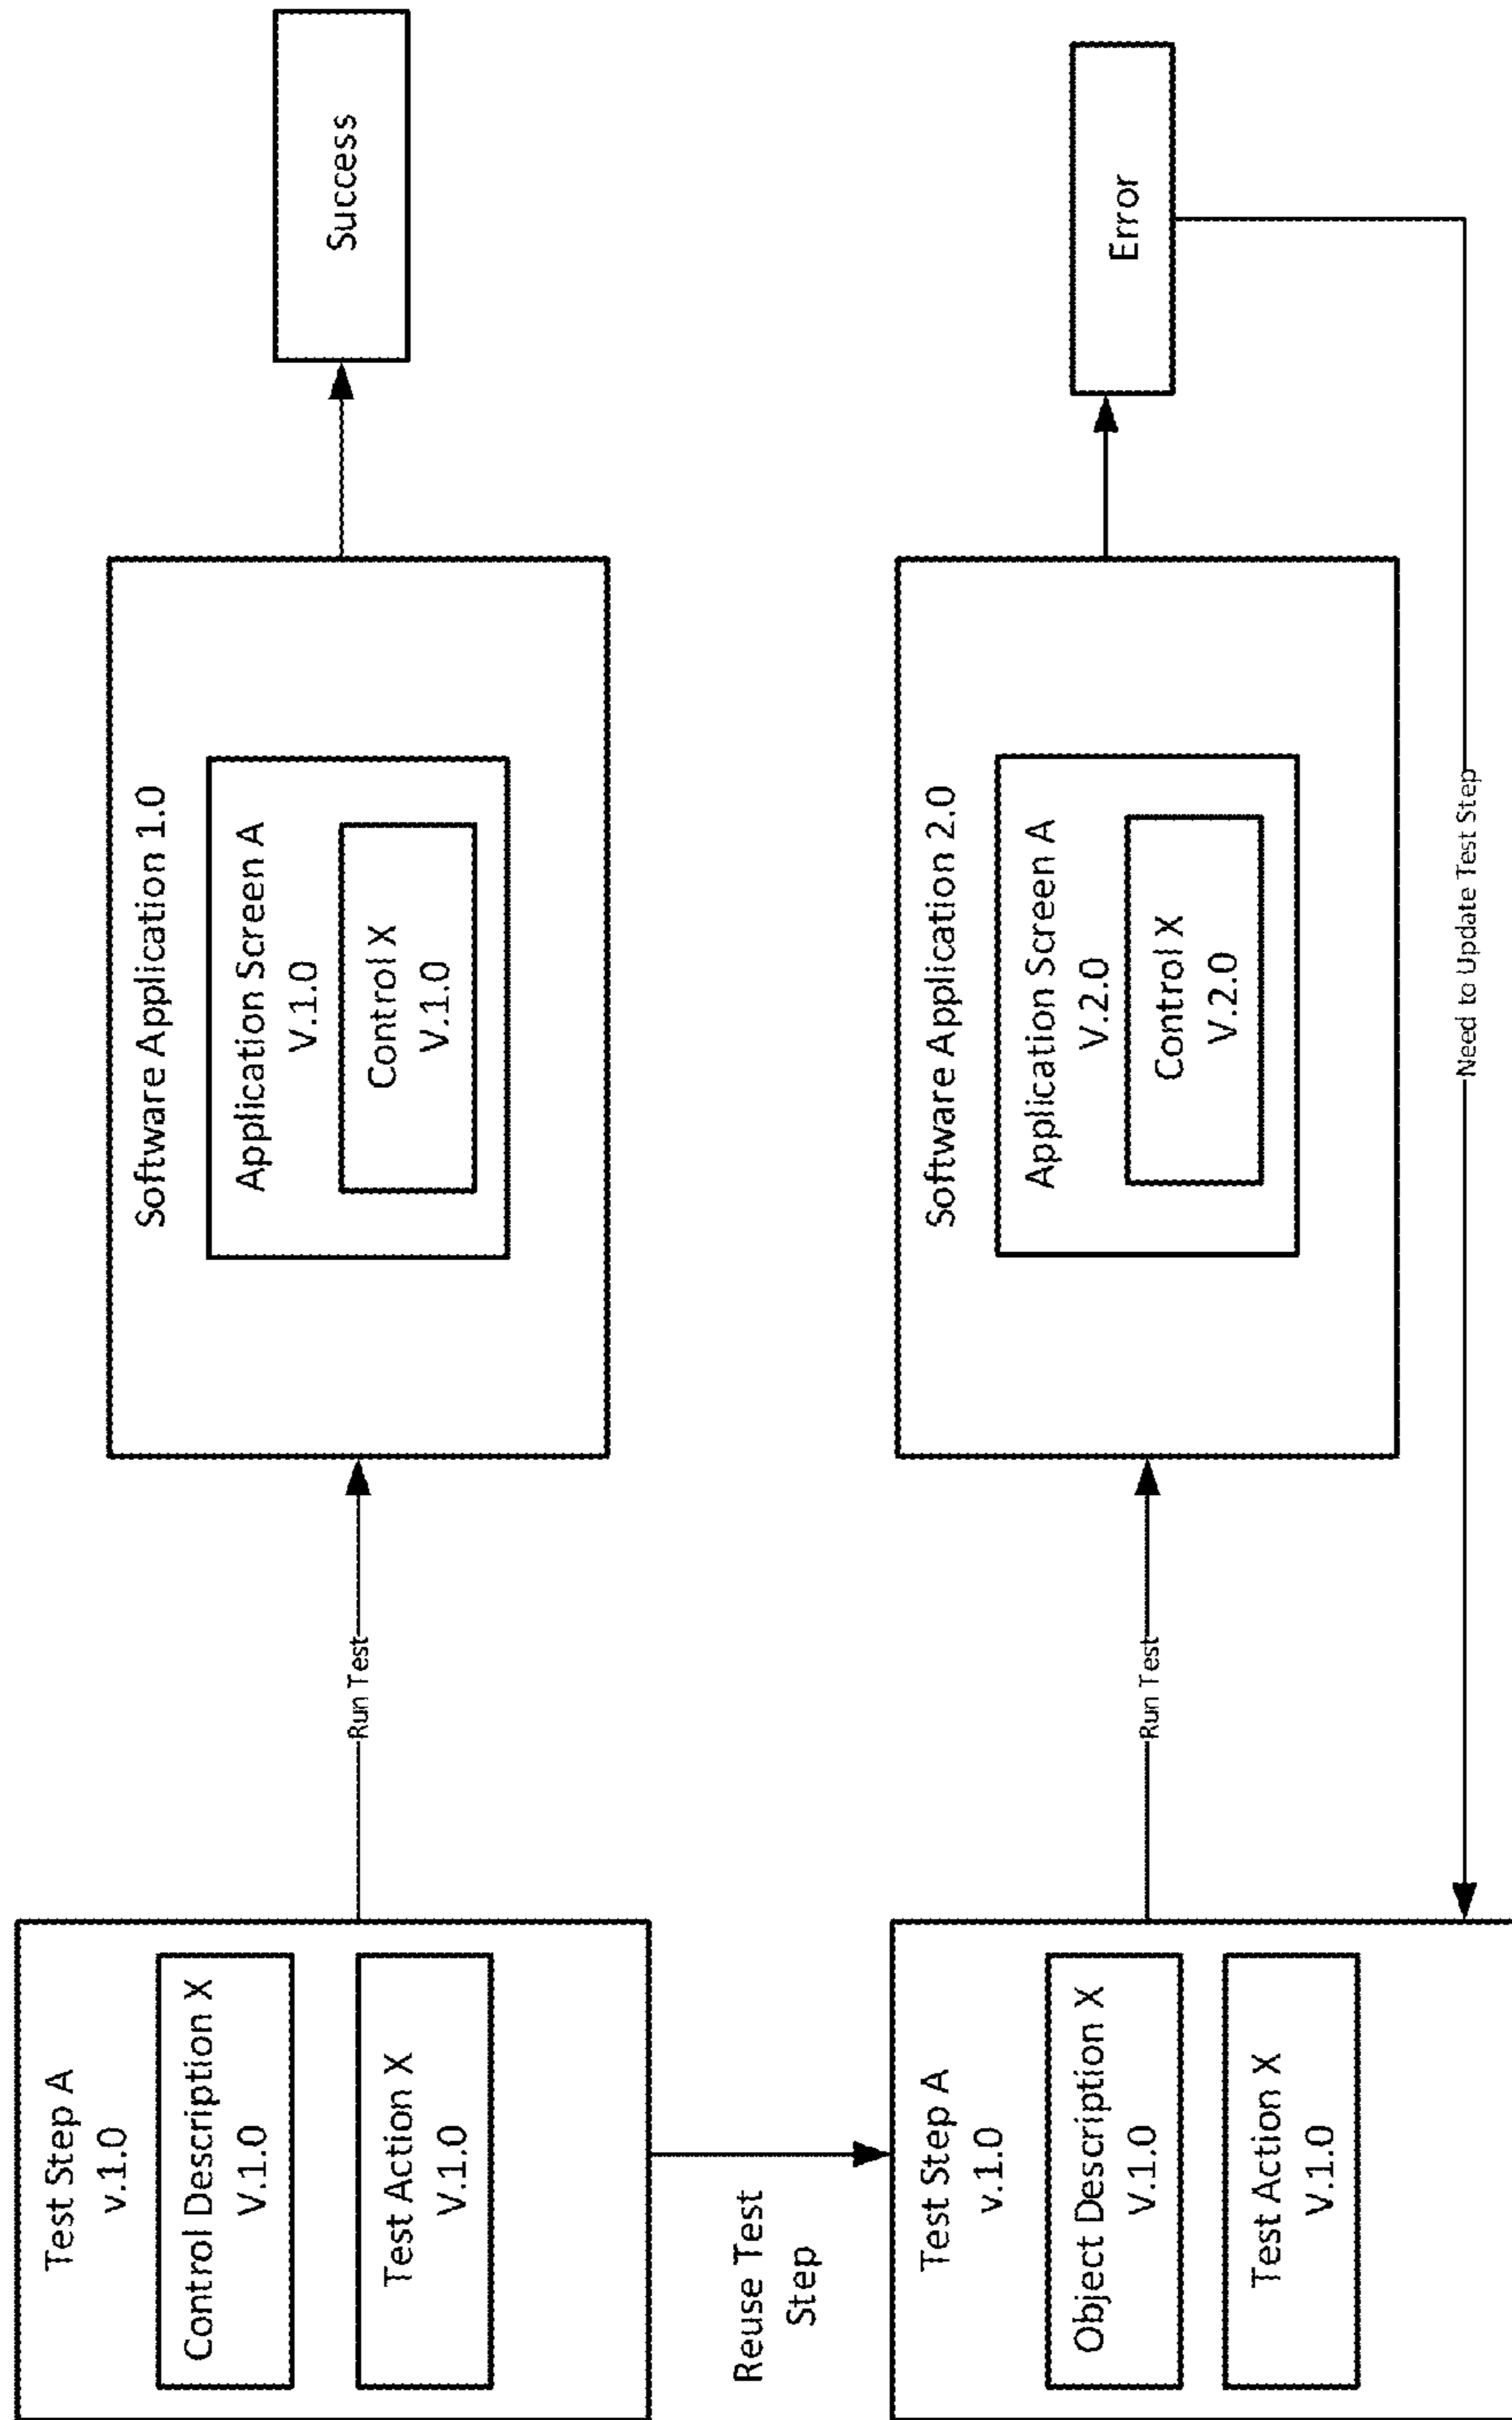 Test Step A
v.1.0
Control Description X
V.1.0
Test Action X
V.1.0
Run Test
Software Application 1.0
Application Screen A
V.1.0
Control X
V.1.0
Success
Reuse Test
Step
Test Step A
v.1.0
Object Description X
V.1.0
Test Action X
V.1.0
Run Test
Software Application 2.0
Application Screen A
V.2.0
Control X
V.2.0
Error
Need to Update Test Step